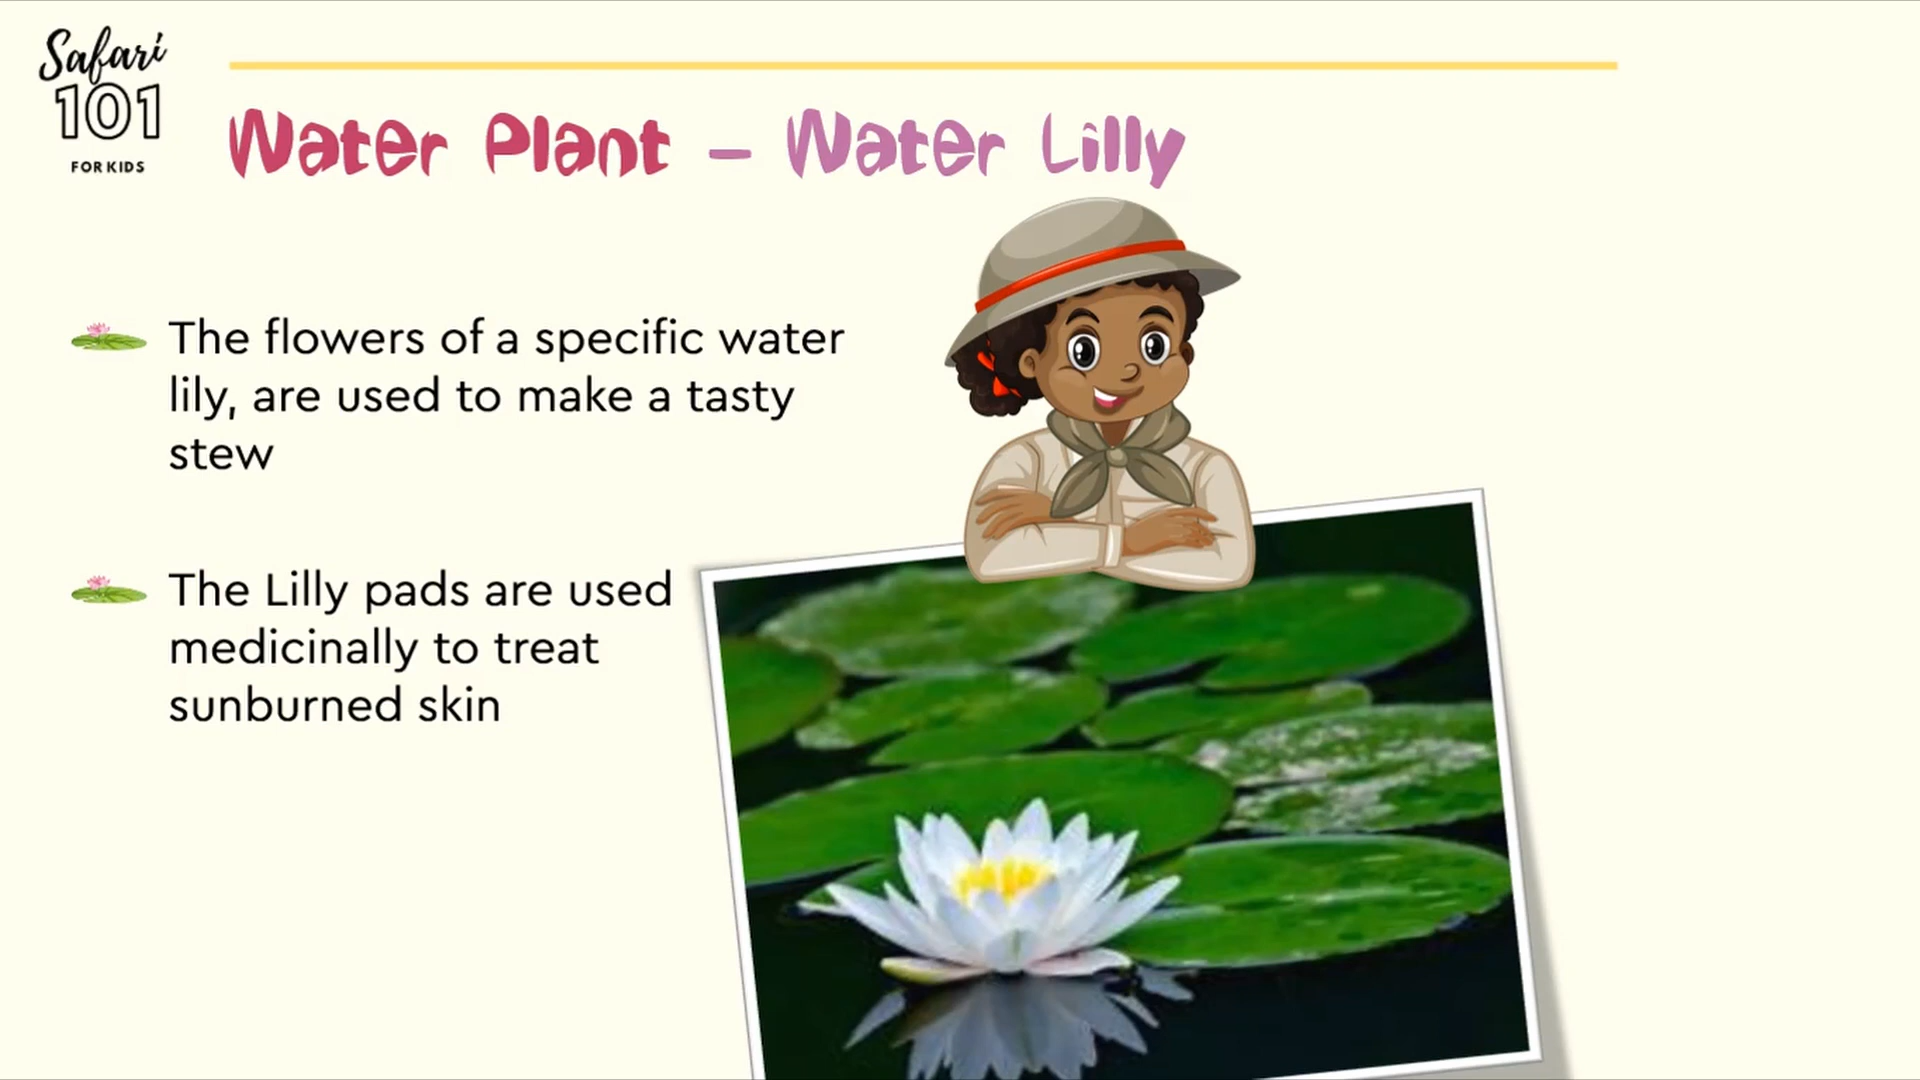 Safari
101
FOR KIDS
Water Plant – Water Lilly
The flowers of a specific water
lily, are used to make a tasty
stew
The Lilly pads are used
medicinally to treat
sunburned skin